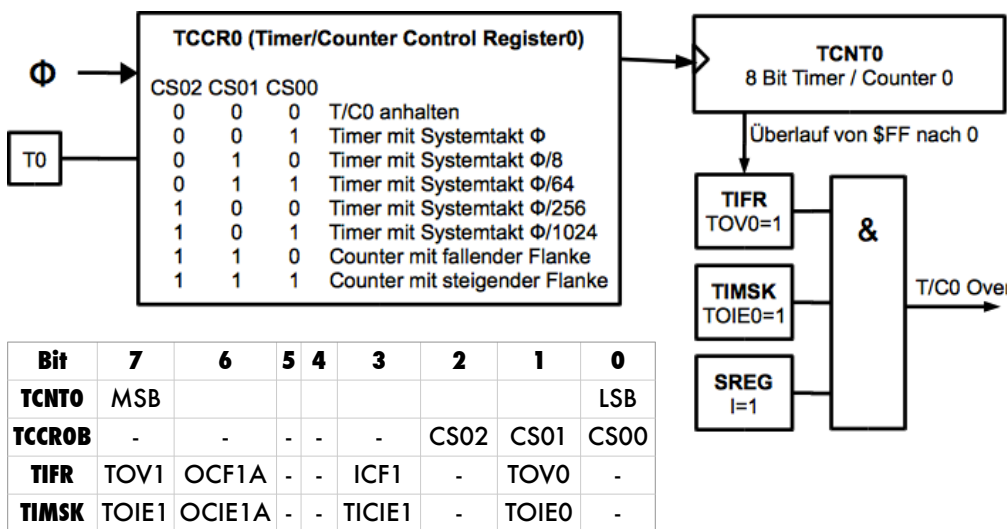 TCCR0 (Timer/Counter Control Register0)
Φ
CS02 CS01 CS00
0 0 0 T/C0 anhalten
0 0 1 Timer mit Systemtakt Φ
0 1 0 Timer mit Systemtakt Φ/8
0 1 1 Timer mit Systemtakt Φ/64
1 0 0 Timer mit Systemtakt Φ/256
1 0 1 Timer mit Systemtakt Φ/1024
1 1 0 Counter mit fallender Flanke
1 1 1 Counter mit steigender Flanke
T0
TCNT0
8 Bit Timer / Counter 0
Überlauf von $FF nach 0
TIFR
TOV0=1
&
TIMSK
TOIE0=1
T/C0 Over
SREG
I=1
Bit 7 6 5 4 3 2 1 0
TCNT0 MSB LSB
TCCR0B - - - - - CS02 CS01 CS00
TIFR TOV1 OCF1A - - ICF1 - TOV0 -
TIMSK TOIE1 OCIE1A - - TICIE1 - TOIE0 -